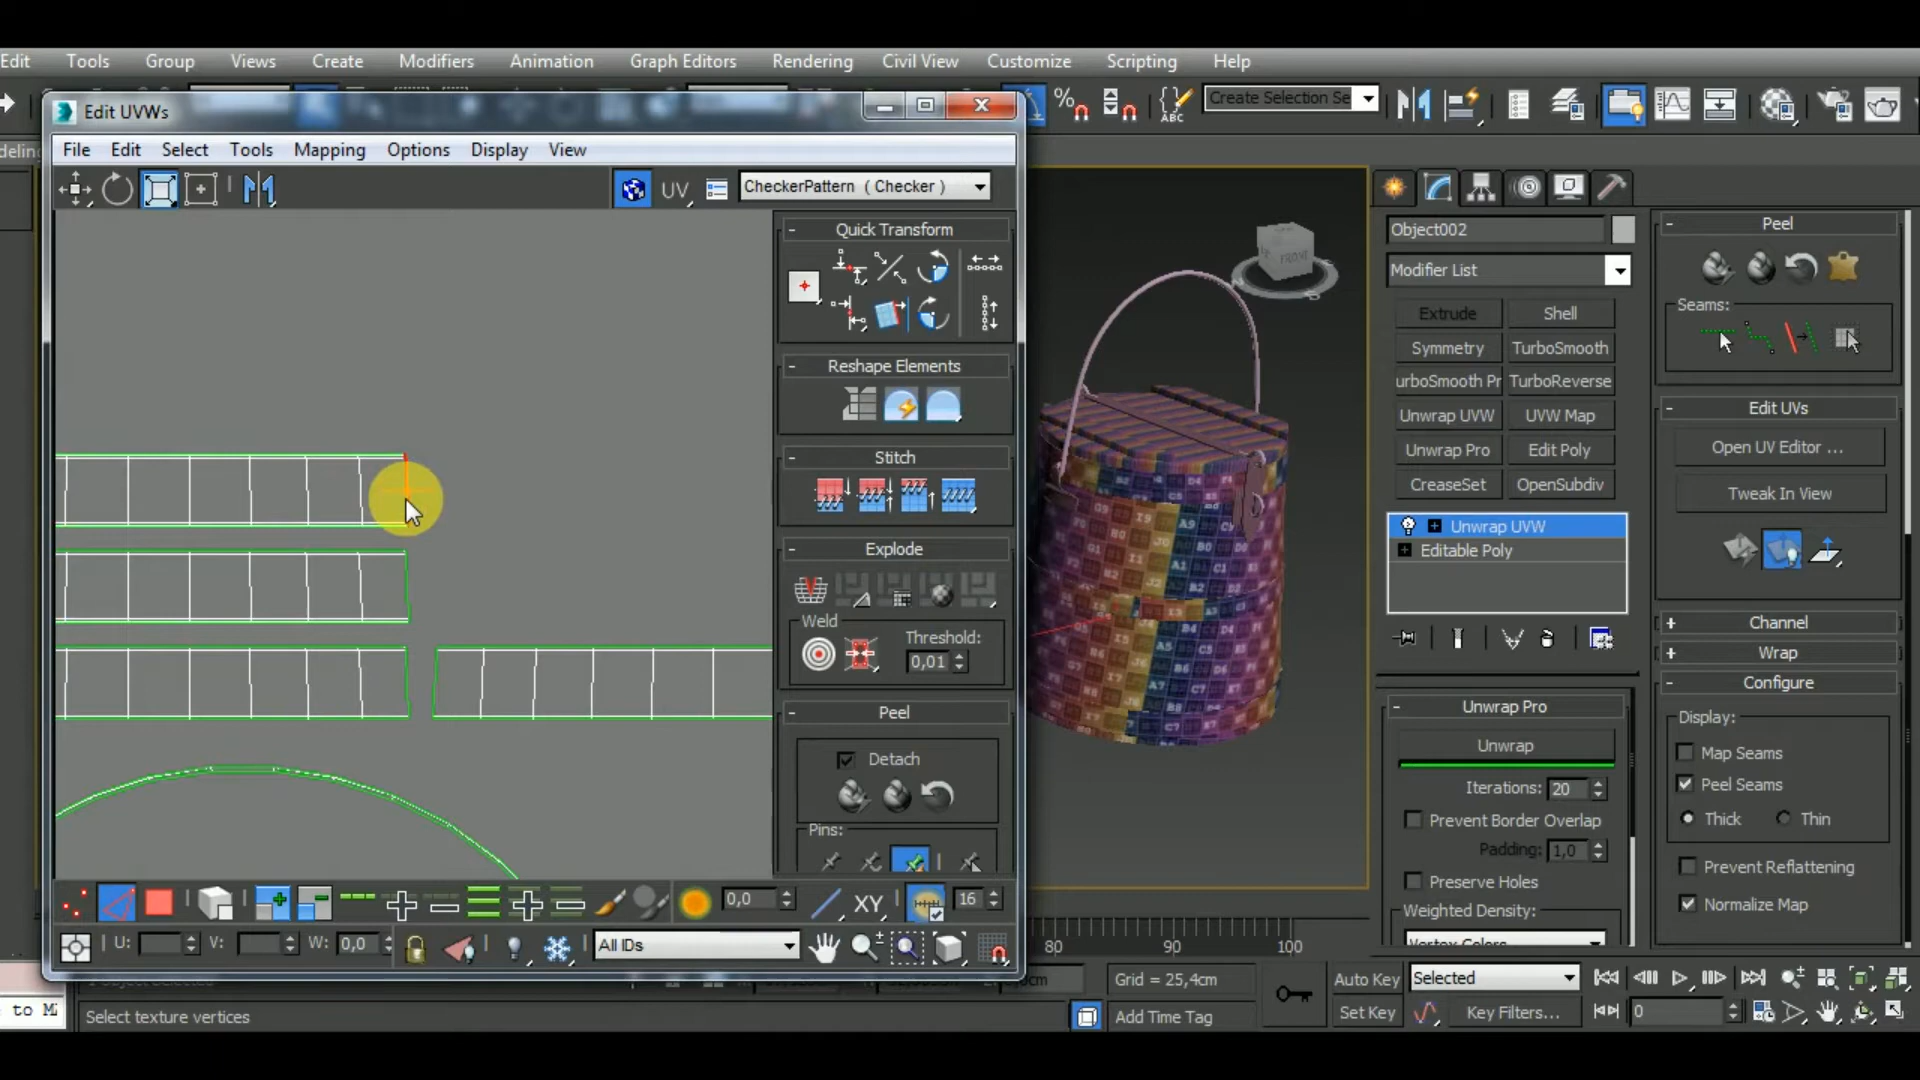 Edit Tools Group Views Create Modifiers Animation Graph Editors Rendering Civil View Customize Scripting Help
Create Selection Se
ABC
Edit UVWs
File Edit Select Tools Mapping Options Display View
UV
CheckerPattern ( Checker )
Quick Transform
Reshape Elements
Stitch
Explode
Weld
Threshold:
0,01
Peel
Detach
Pins:
0,0
XY
16
U:
V:
W: 0,0
All IDs
FRONT
Object002
Modifier List
Extrude
Shell
Symmetry
TurboSmooth
urboSmooth Pr
TurboReverse
Unwrap UVW
UVW Map
Unwrap Pro
Edit Poly
CreaseSet
OpenSubdiv
Unwrap UVW
Editable Poly
Unwrap Pro
Unwrap
Iterations: 20
Prevent Border Overlap
Padding: 1,0
Preserve Holes
Weighted Density:
Vertex Colors
Peel
Seams:
Edit UVs
Open UV Editor ...
Tweak In View
Channel
Wrap
Configure
Display:
Map Seams
Peel Seams
Thick
Thin
Prevent Reflattening
Normalize Map
80 90 100
to Mi
Select texture vertices
Grid = 25,4cm
Add Time Tag
Auto Key
Selected
Set Key
Key Filters...
0